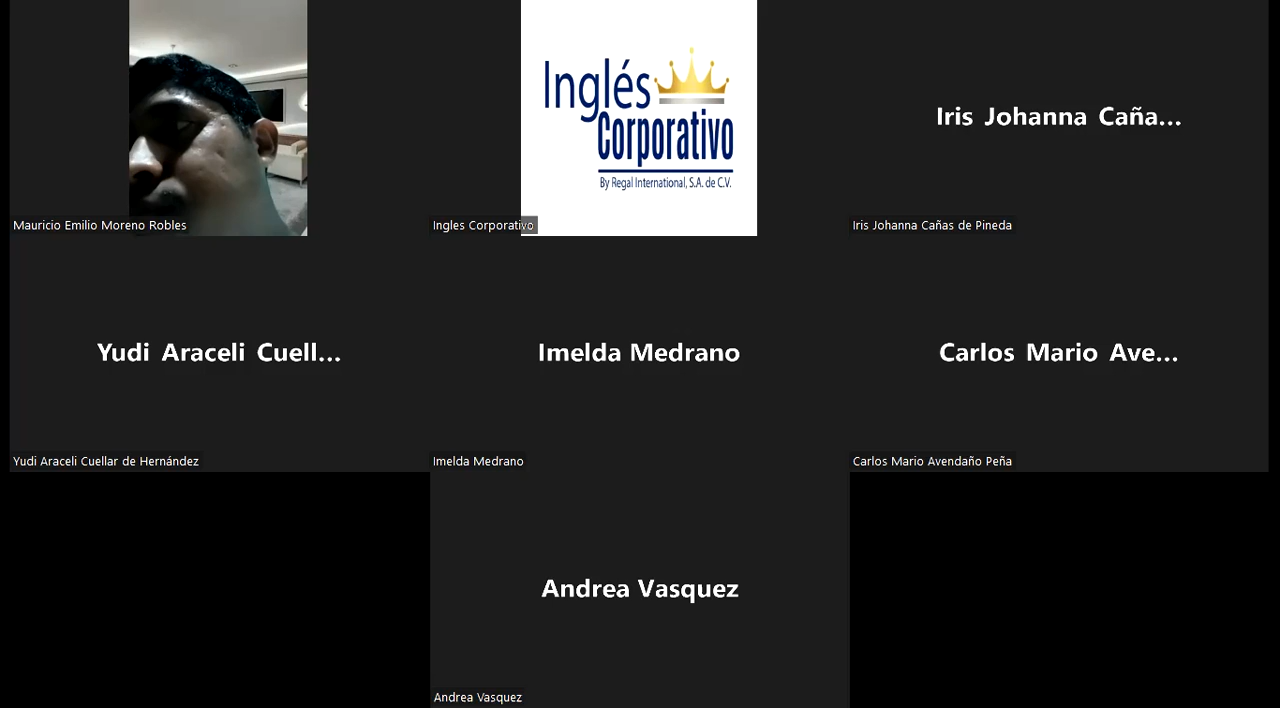 Inglés
Corporativo
By Regal International, S.A. de C.V.
Iris Johanna Caña...
Mauricio Emilio Moreno Robles
Ingles Corporativo
Iris Johanna Cañas de Pineda
Yudi Araceli Cuell...
Imelda Medrano
Carlos Mario Ave...
Yudi Araceli Cuellar de Hernández
Imelda Medrano
Carlos Mario Avendaño Peña
Andrea Vasquez
Andrea Vasquez